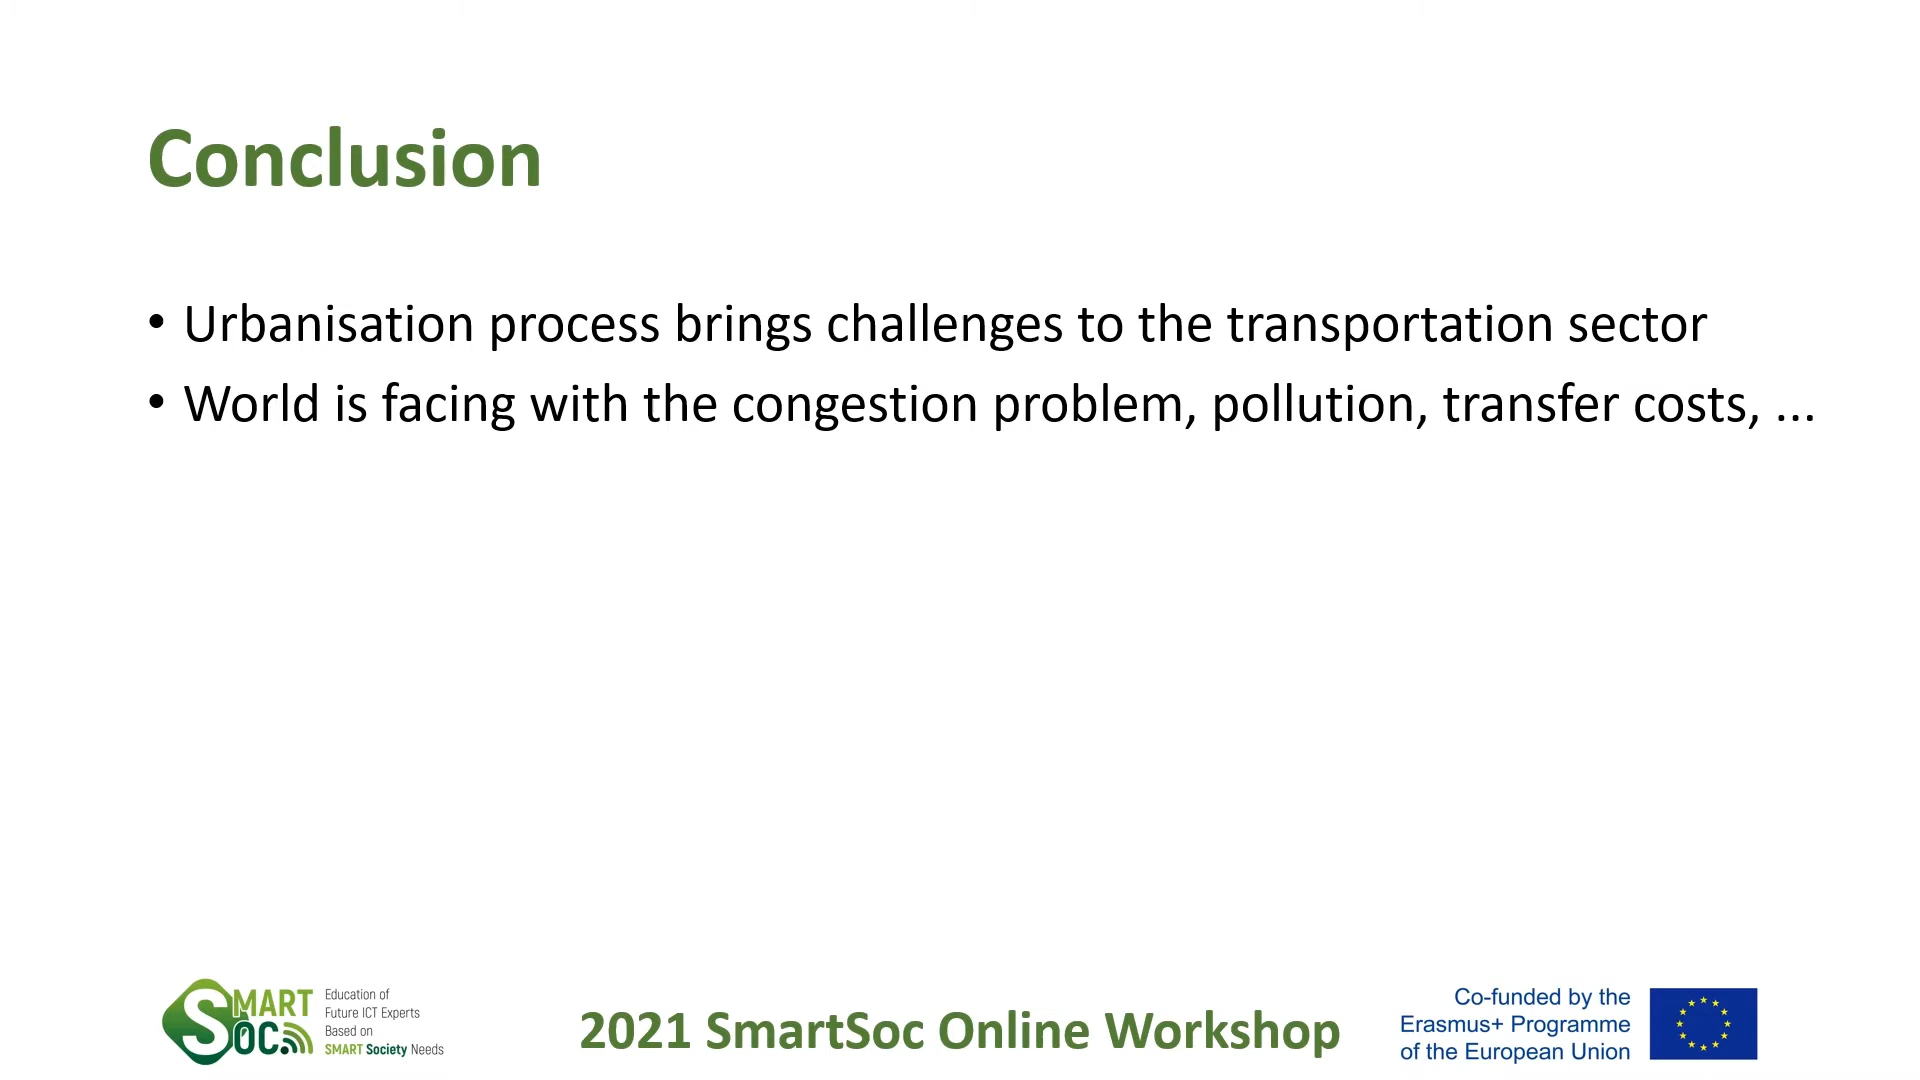 Conclusion
• Urbanisation process brings challenges to the transportation sector
• World is facing with the congestion problem, pollution, transfer costs, ...
SMART
SOC
Education of
Future ICT Experts
Based on
SMART Society Needs
2021 SmartSoc Online Workshop
Co-funded by the
Erasmus+ Programme
of the European Union